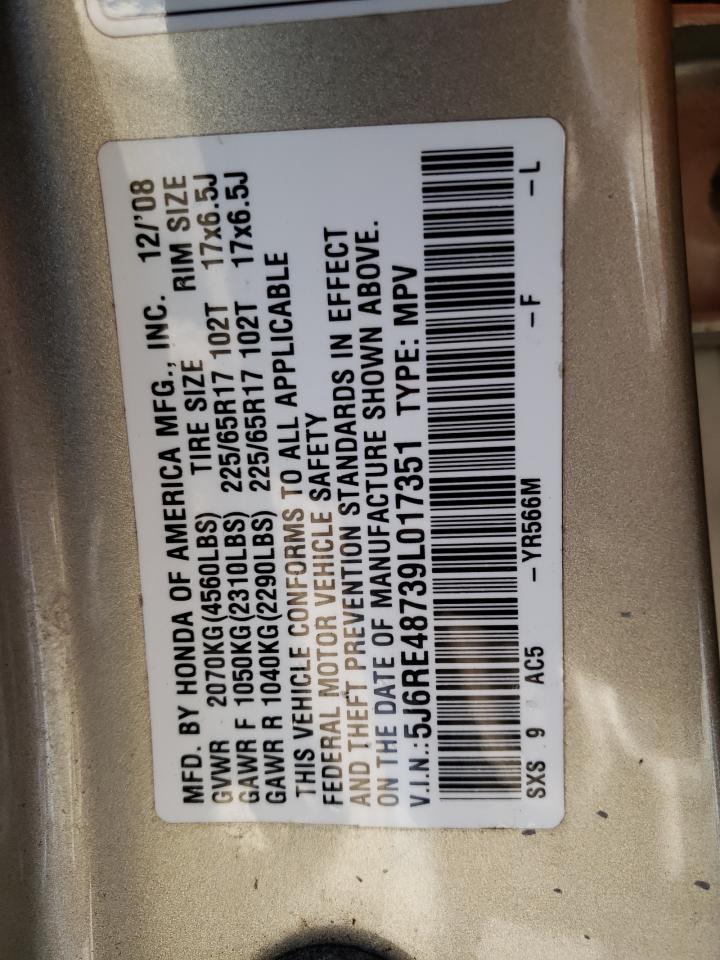 MFD. BY HONDA OF AMERICA MFG., INC. 12/'08
GVWR 2070KG(4560LBS) TIRE SIZE RIM SIZE
GAWR F 1050KG(2310LBS) 225/65R17 102T 17x6.5J
GAWR R 1040KG(2290LBS) 225/65R17 102T 17x6.5J
THIS VEHICLE CONFORMS TO ALL APPLICABLE
FEDERAL MOTOR VEHICLE SAFETY
AND THEFT PREVENTION STANDARDS IN EFFECT
ON THE DATE OF MANUFACTURE SHOWN ABOVE.
V.I.N.:5J6RE48739L017351 TYPE: MPV
SXS 9 AC5 -YR566M -F -L